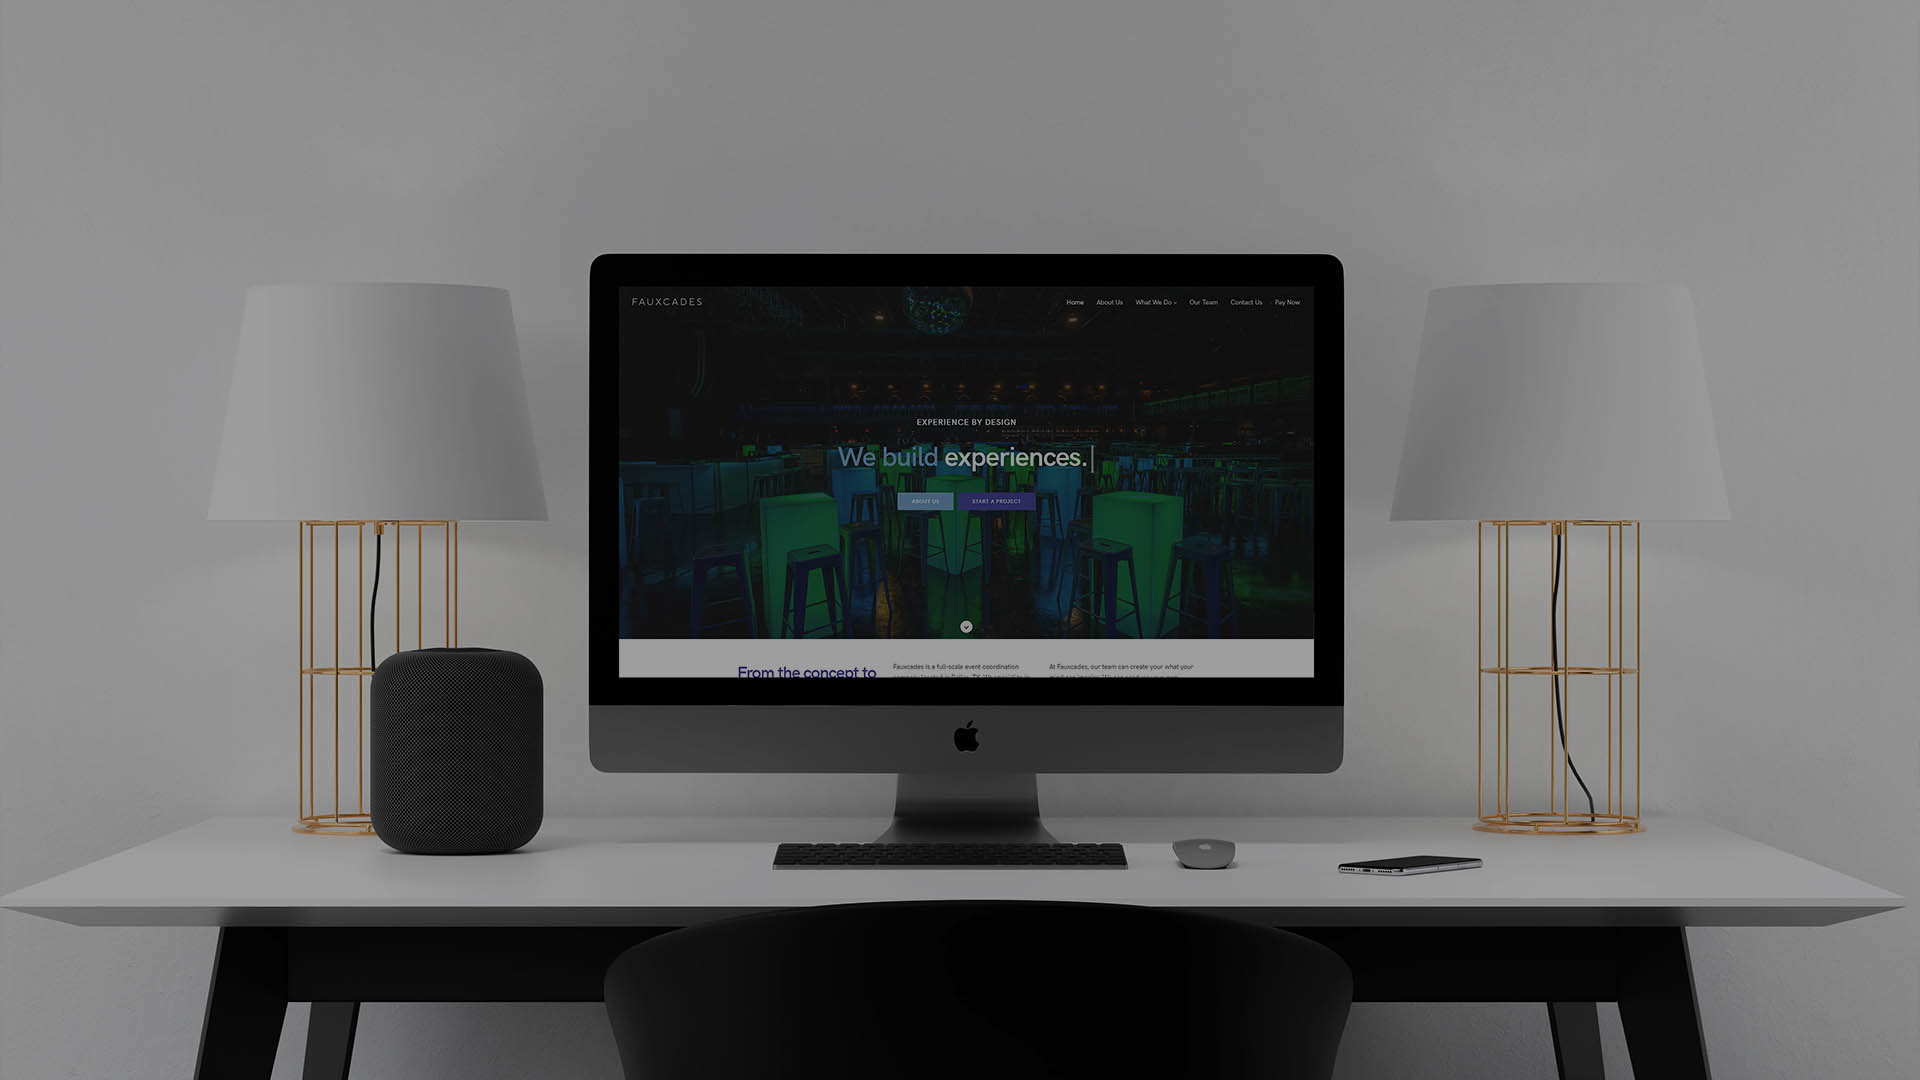 FAUXCADES
Home About Us What We Do Our Team Contact Us Pay Now
EXPERIENCE BY DESIGN
We build experiences.
ABOUT US START A PROJECT
From the concept to
Fauxcades is a full-scale event coordination
At Fauxcades, our team can create your what your